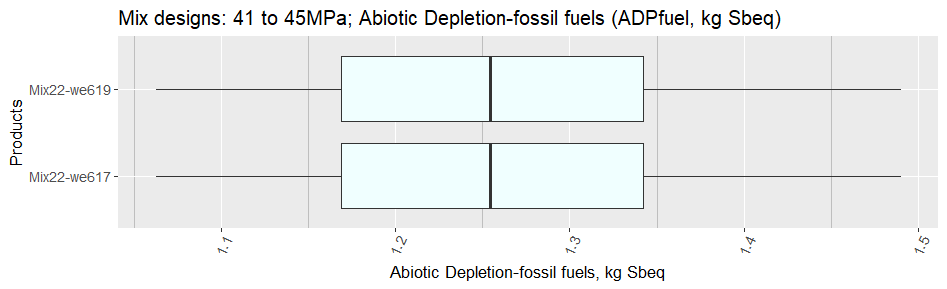 Mix designs: 41 to 45MPa; Abiotic Depletion-fossil fuels (ADPfuel, kg Sbeq)
Products
Mix22-we619
Mix22-we617
1.1
1.2
1.3
1.4
1.5
Abiotic Depletion-fossil fuels, kg Sbeq